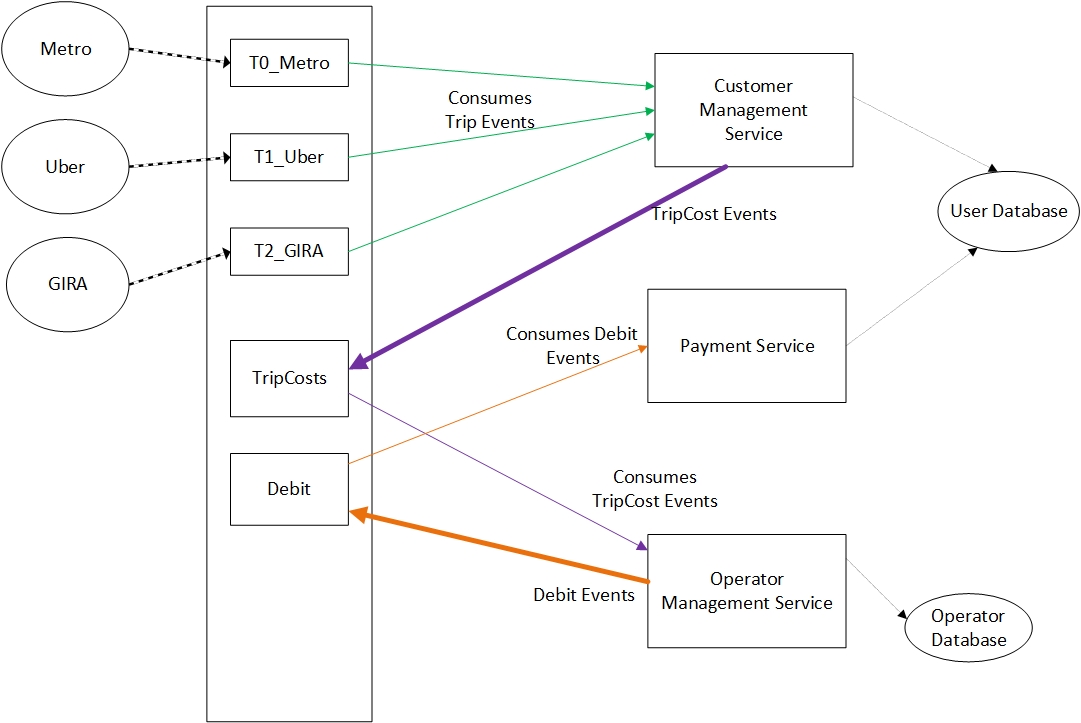 Metro
T0_Metro
Customer
Management
Service
Consumes
Trip Events
Uber
T1_Uber
User Database
TripCost Events
GIRA
T2_GIRA
Consumes Debit
Events
Payment Service
TripCosts
Debit
Consumes
TripCost Events
Operator
Management Service
Debit Events
Operator
Database